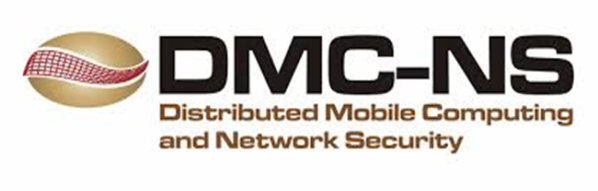 DMC-NS
Distributed Mobile Computing
and Network Security